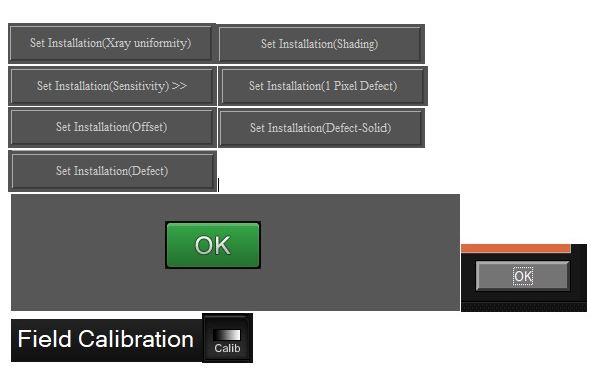 Set Installation(Xray uniformity)
Set Installation(Shading)
Set Installation(Sensitivity) >>
Set Installation(1 Pixel Defect)
Set Installation(Offset)
Set Installation(Defect-Solid)
Set Installation(Defect)
OK
OK
Field Calibration
Calib